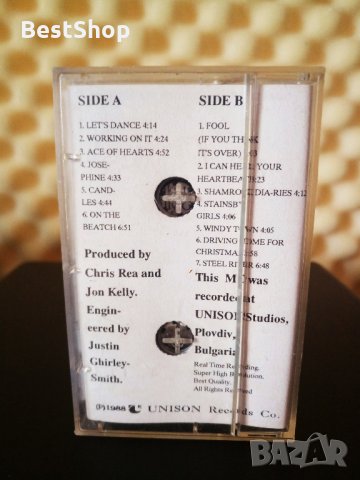 BestShop
SIDE A
1. LET'S DANCE 4:14
2. WORKING ON IT 4:24
3. ACE OF HEARTS 4:52
4. JOSE-
PHINE 4:33
5. CAND-
LES 4:44
6. ON THE
BEATCH 6:51
Produced by
Chris Rea and
Jon Kelly.
Engin-
eered by
Justin
Ghirley-
Smith.
SIDE B
1. FOOL
(IF YOU THINK
IT'S OVER)
2. I CAN HEAR YOUR
HEARTBEAT
3. SHAMROCK DIA-RIES 4:12
4. STAINSB
GIRLS 4:06
5. WINDY TOWN 4:05
6. DRIVING HOME FOR
CHRISTMAS
7. STEEL RIVER 6:48
This MC was
recorded at
UNISON Studios,
Plovdiv,
Bulgaria
Real Time Recording.
Super High Resolution.
Best Quality.
All Rights Reserved
(P)1988 UNISON Records Co.
BAZAR